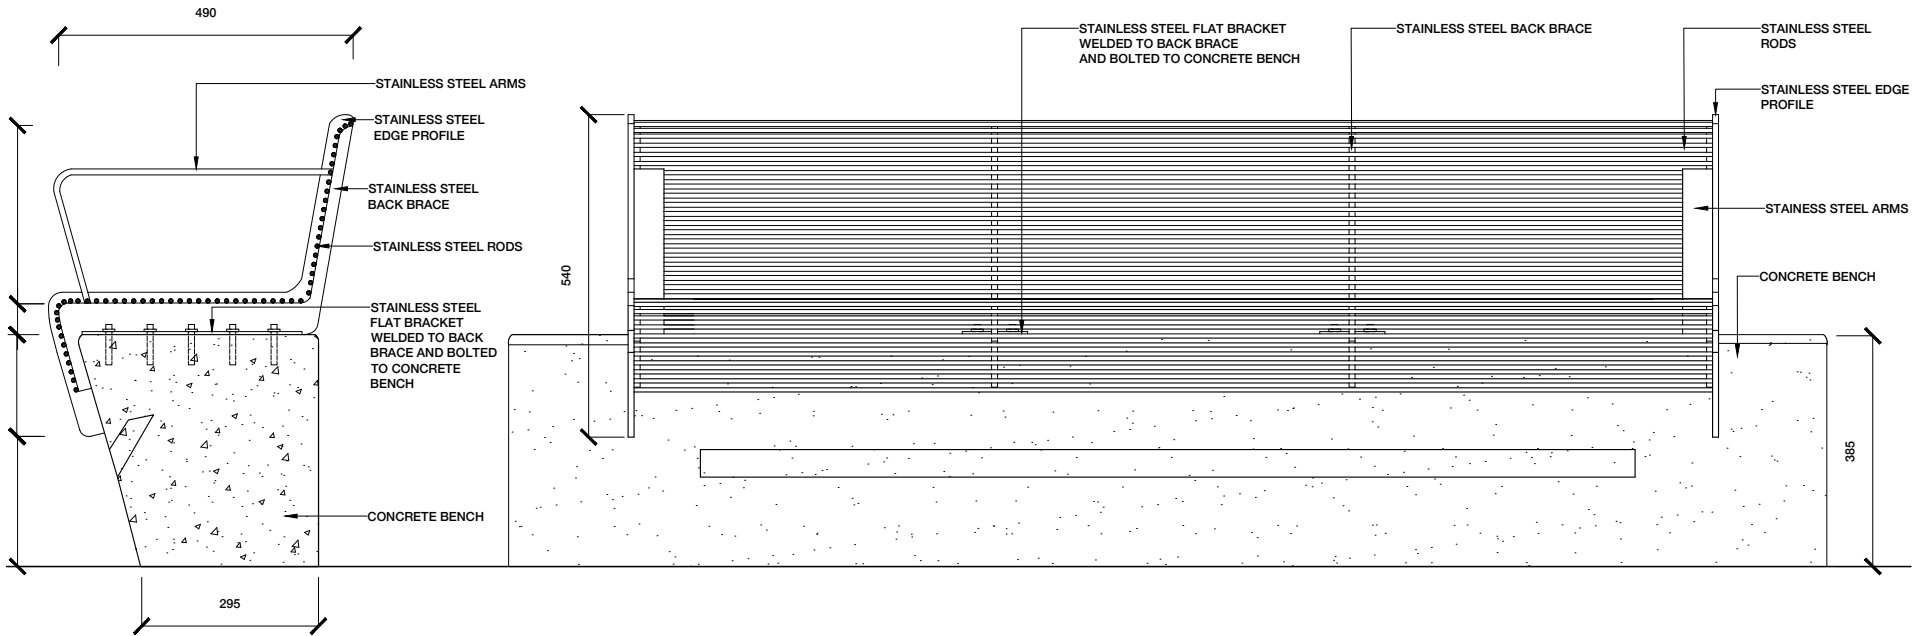 490
STAINLESS STEEL ARMS
STAINLESS STEEL
EDGE PROFILE
STAINLESS STEEL
BACK BRACE
STAINLESS STEEL RODS
STAINLESS STEEL
FLAT BRACKET
WELDED TO BACK
BRACE AND BOLTED
TO CONCRETE
BENCH
CONCRETE BENCH
295
STAINLESS STEEL FLAT BRACKET
WELDED TO BACK BRACE
AND BOLTED TO CONCRETE BENCH
STAINLESS STEEL BACK BRACE
STAINLESS STEEL
RODS
STAINLESS STEEL EDGE
PROFILE
STAINESS STEEL ARMS
CONCRETE BENCH
540
385